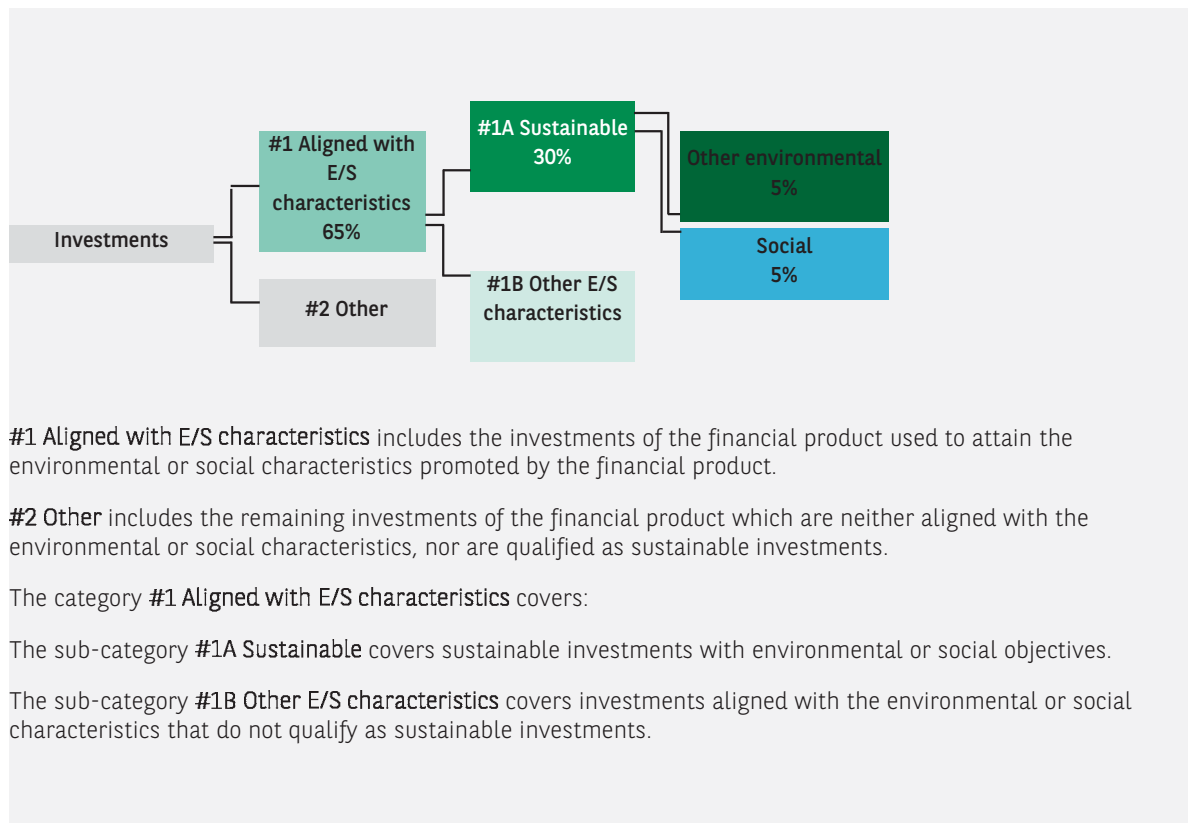 Investments
#1 Aligned with
E/S
characteristics
65%
#2 Other
#1A Sustainable
30%
#1B Other E/S
characteristics
Other environmental
5%
Social
5%
#1 Aligned with E/S characteristics includes the investments of the financial product used to attain the
environmental or social characteristics promoted by the financial product.
#2 Other includes the remaining investments of the financial product which are neither aligned with the
environmental or social characteristics, nor are qualified as sustainable investments.
The category #1 Aligned with E/S characteristics covers:
The sub-category #1A Sustainable covers sustainable investments with environmental or social objectives.
The sub-category #1B Other E/S characteristics covers investments aligned with the environmental or social
characteristics that do not qualify as sustainable investments.